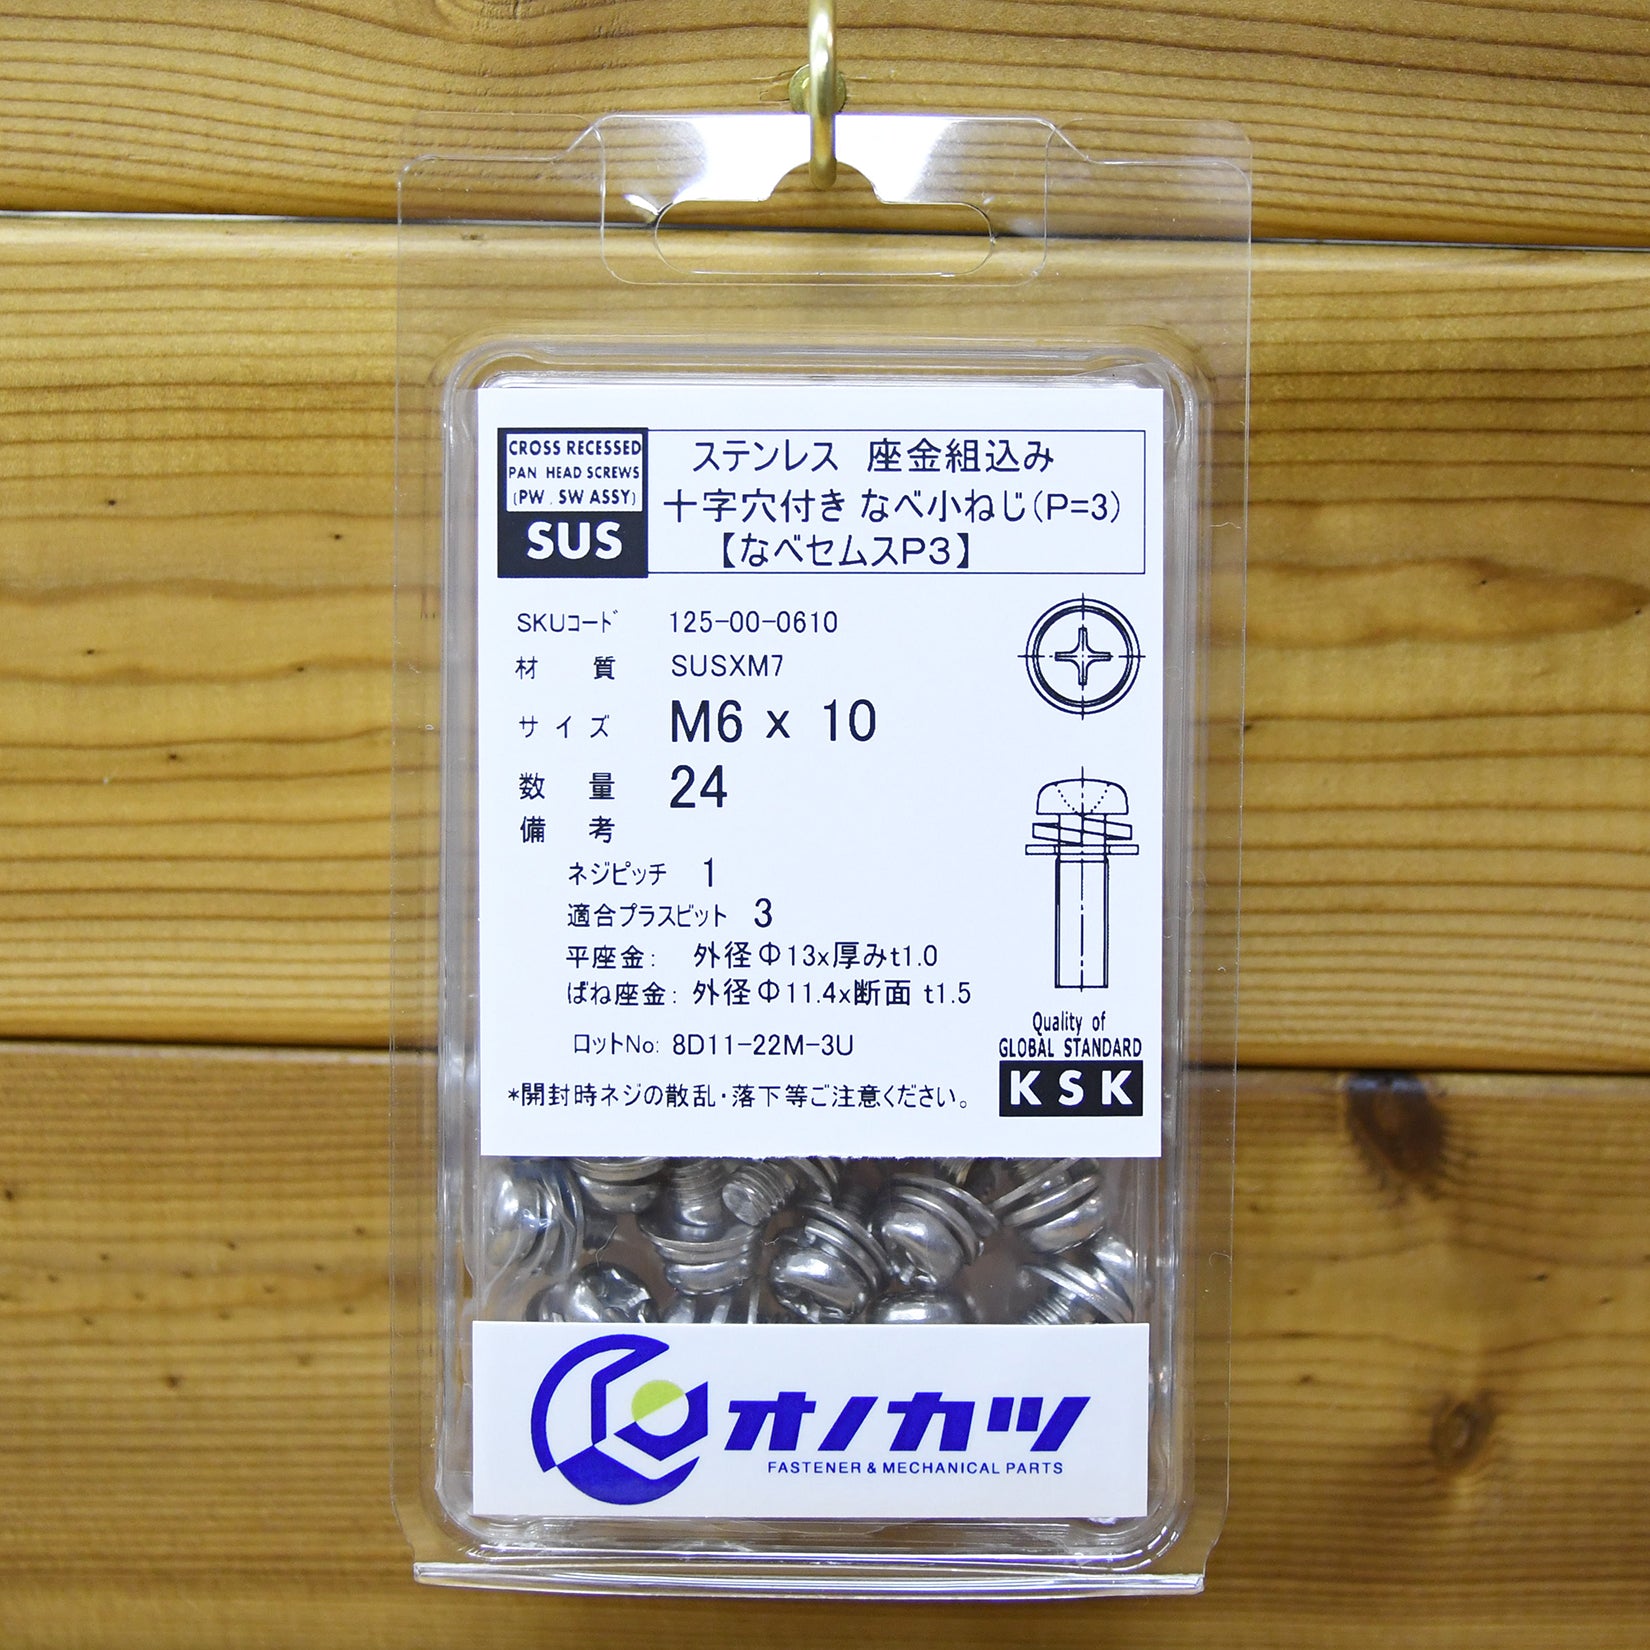 CROSS RECESSED
PAN HEAD SCREWS
(PW . SW ASSY)
SUS
ステンレス 座金組込み
十字穴付き なべ小ねじ(P=3)
【なべセムスP3】
SKUコード 125-00-0610
材 質 SUSXM7
サイズ M6 x 10
数 量 24
備 考
ネジピッチ 1
適合プラスビット 3
平座金: 外径Φ13x厚みt1.0
ばね座金: 外径Φ11.4x断面 t1.5
ロットNo: 8D11-22M-3U
*開封時ネジの散乱・落下等ご注意ください。
Quality of
GLOBAL STANDARD
KSK
オノカツ
FASTENER & MECHANICAL PARTS